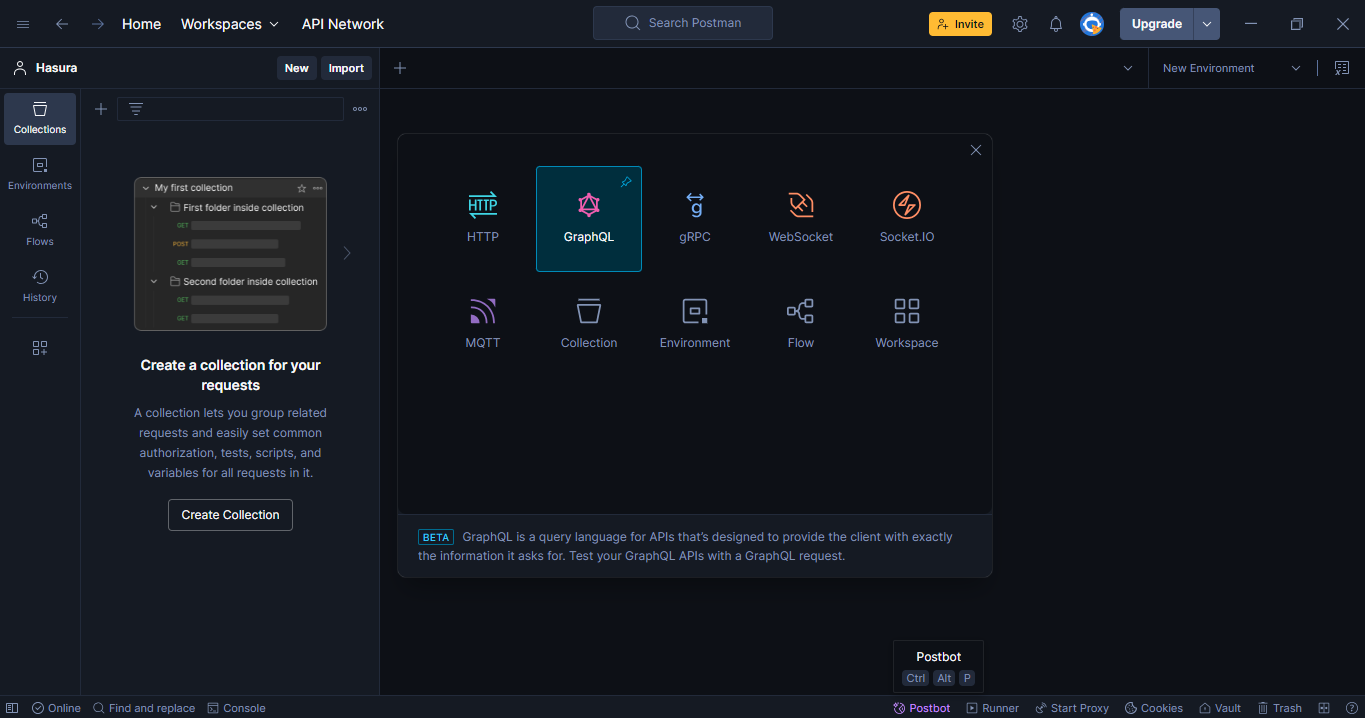 Home
Workspaces
API Network
Search Postman
Invite
Upgrade
Hasura
New
Import
New Environment
Collections
Environments
Flows
History
My first collection
First folder inside collection
GET
POST
GET
Second folder inside collection
GET
GET
Create a collection for your
requests
A collection lets you group related
requests and easily set common
authorization, tests, scripts, and
variables for all requests in it.
Create Collection
HTTP
HTTP
GraphQL
g
gRPC
WebSocket
Socket.IO
MQTT
Collection
Environment
Flow
Workspace
BETA GraphQL is a query language for APIs that's designed to provide the client with exactly
the information it asks for. Test your GraphQL APIs with a GraphQL request.
Postbot
Ctrl Alt P
Online
Find and replace
Console
Postbot
Runner
Start Proxy
Cookies
Vault
Trash